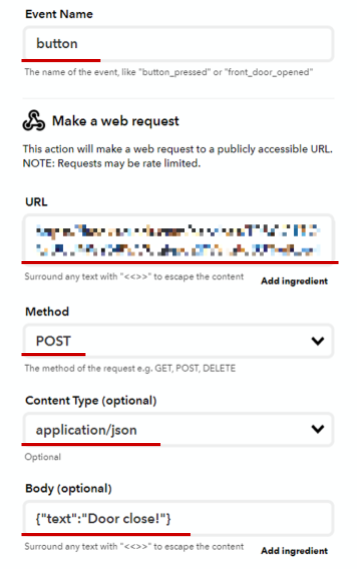 Event Name
button
The name of the event, like "button_pressed" or "front_door_opened"
Make a web request
This action will make a web request to a publicly accessible URL.
NOTE: Requests may be rate limited.
URL
Surround any text with "<<>>" to escape the content
Add ingredient
Method
POST
The method of the request e.g. GET, POST, DELETE
Content Type (optional)
application/json
Optional
Body (optional)
{"text":"Door close!"}
Surround any text with "<<>>" to escape the content
Add ingredient